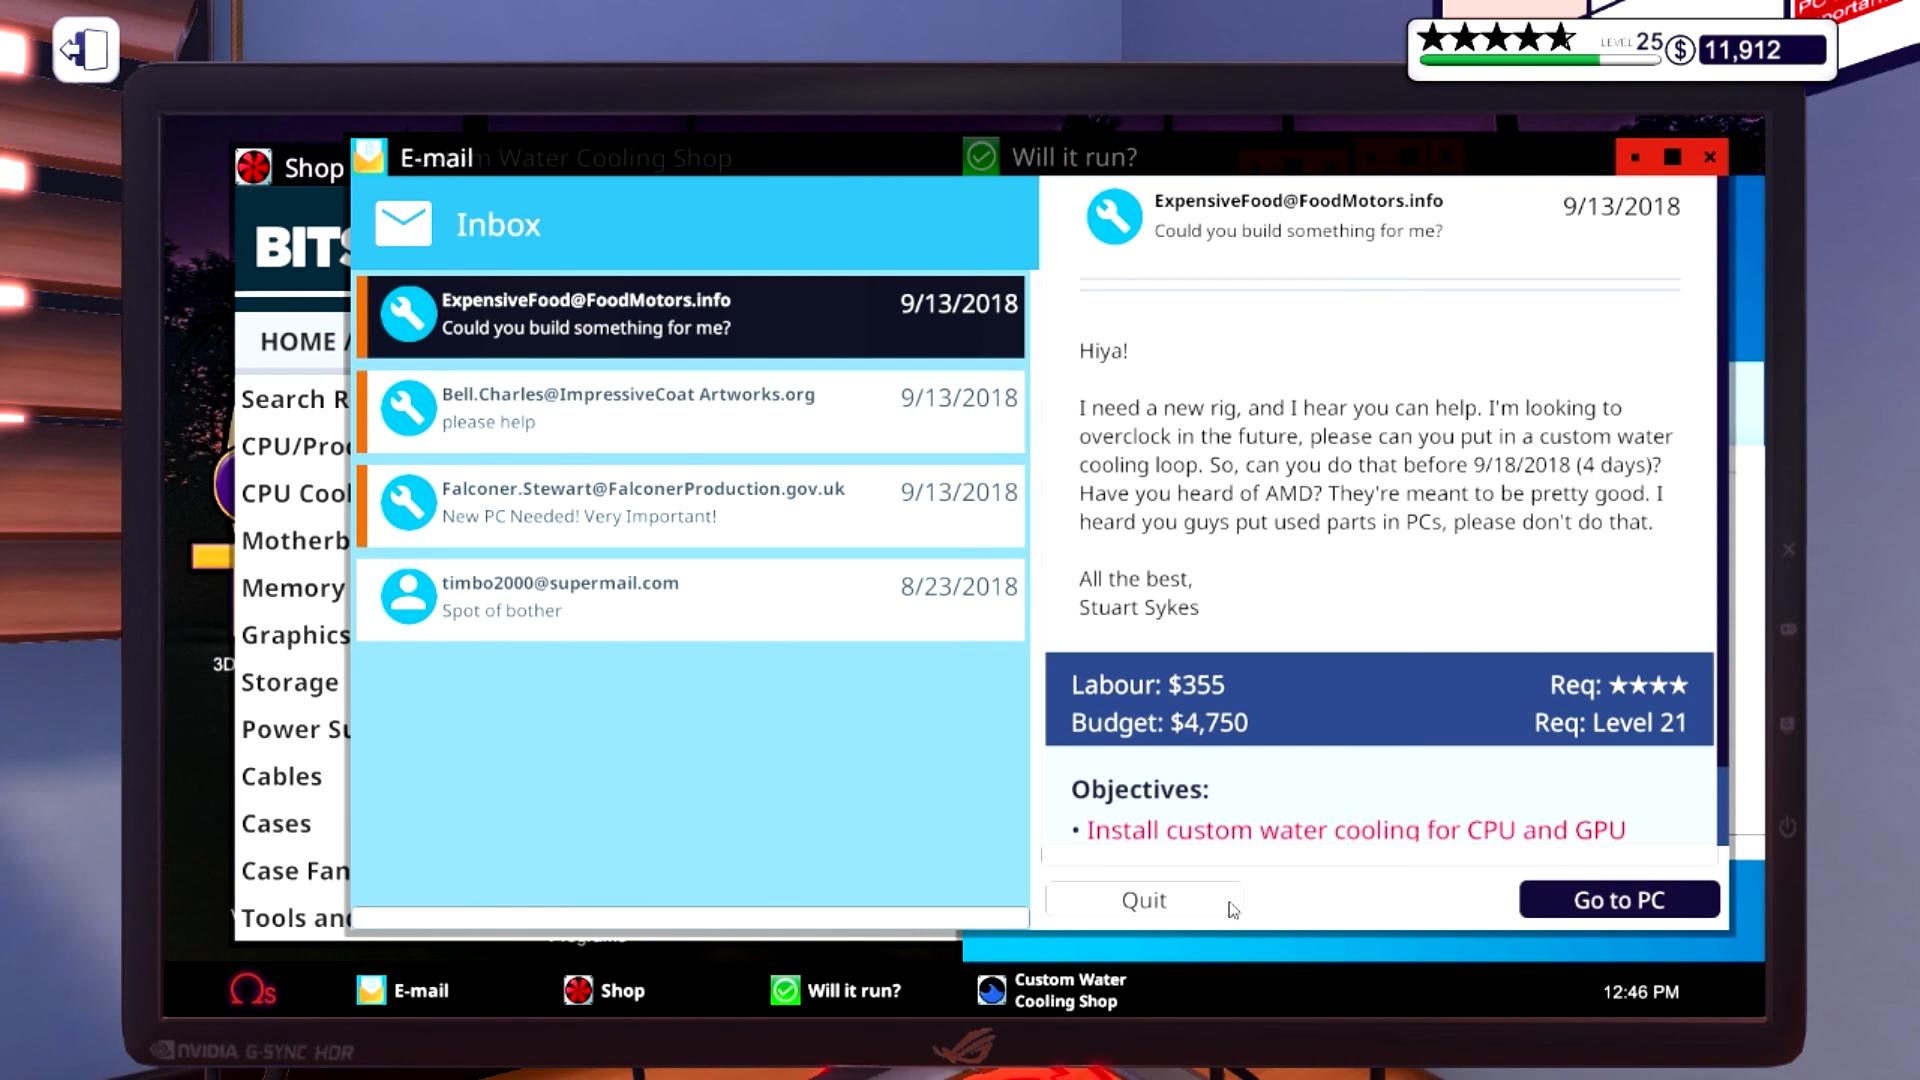 LEVEL 25 $ 11,912
Shop
E-mail
m Water Cooling Shop
Will it run?
BITS
HOME /
Search R
CPU/Proc
CPU Cool
Motherb
Memory
Graphics
Storage
Power Su
Cables
Cases
Case Fan
Tools and
3D
Inbox
ExpensiveFood@FoodMotors.info
9/13/2018
Could you build something for me?
Bell.Charles@ImpressiveCoat Artworks.org
9/13/2018
please help
Falconer.Stewart@FalconerProduction.gov.uk
9/13/2018
New PC Needed! Very Important!
timbo2000@supermail.com
8/23/2018
Spot of bother
ExpensiveFood@FoodMotors.info
9/13/2018
Could you build something for me?
Hiya!
I need a new rig, and I hear you can help. I'm looking to
overclock in the future, please can you put in a custom water
cooling loop. So, can you do that before 9/18/2018 (4 days)?
Have you heard of AMD? They're meant to be pretty good. I
heard you guys put used parts in PCs, please don't do that.
All the best,
Stuart Sykes
Labour: $355
Req: ★★★★
Budget: $4,750
Req: Level 21
Objectives:
• Install custom water cooling for CPU and GPU
Quit
Go to PC
Ωs
E-mail
Shop
Will it run?
Custom Water
Cooling Shop
12:46 PM
NVIDIA G-SYNC HDR